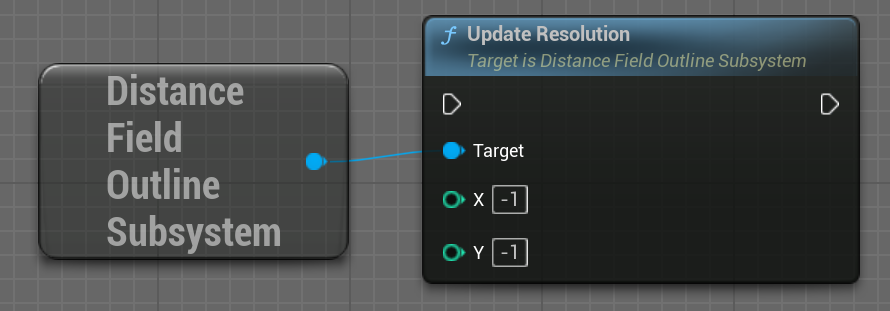 Distance
Field
Outline
Subsystem
f Update Resolution
Target is Distance Field Outline Subsystem
Target
X -1
Y -1